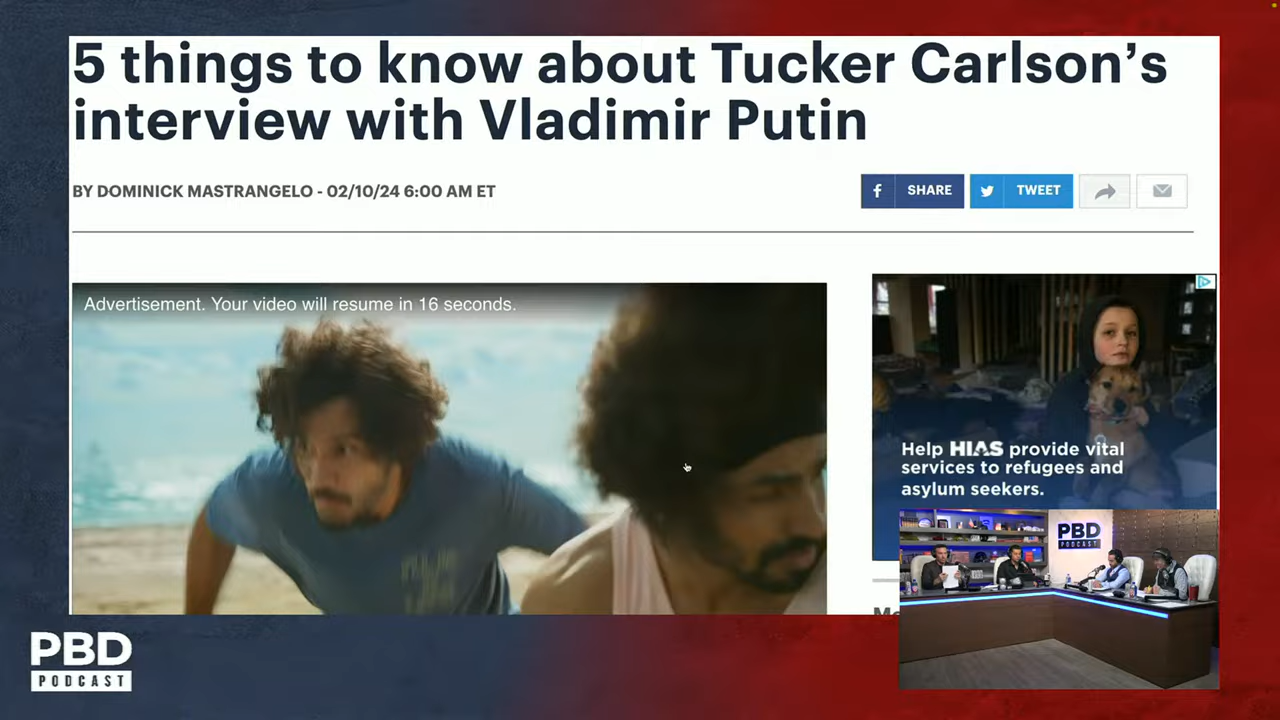 5 things to know about Tucker Carlson's
interview with Vladimir Putin
BY DOMINICK MASTRANGELO - 02/10/24 6:00 AM ET
f SHARE
TWEET
Advertisement. Your video will resume in 16 seconds.
Help HIAS provide vital
services to refugees and
asylum seekers.
PBD
PODCAST
PBD
PODCAST